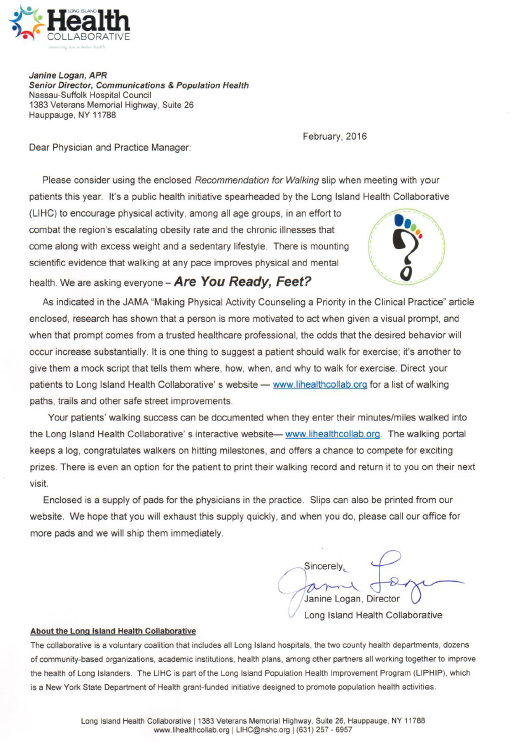 LONG ISLAND
Health
COLLABORATIVE
Janine Logan, APR
Senior Director, Communications & Population Health
Nassau-Suffolk Hospital Council
1383 Veterans Memorial Highway, Suite 26
Hauppauge, NY 11788
February, 2016
Dear Physician and Practice Manager:
Please consider using the enclosed Recommendation for Walking slip when meeting with your
patients this year. It's a public health initiative spearheaded by the Long Island Health Collaborative
(LIHC) to encourage physical activity, among all age groups, in an effort to
combat the region's escalating obesity rate and the chronic illnesses that
come along with excess weight and a sedentary lifestyle. There is mounting
scientific evidence that walking at any pace improves physical and mental
health. We are asking everyone – Are You Ready, Feet?
As indicated in the JAMA "Making Physical Activity Counseling a Priority in the Clinical Practice" article
enclosed, research has shown that a person is more motivated to act when given a visual prompt, and
when that prompt comes from a trusted healthcare professional, the odds that the desired behavior will
occur increase substantially. It is one thing to suggest a patient should walk for exercise; it's another to
give them a mock script that tells them where, how, when, and why to walk for exercise. Direct your
patients to Long Island Health Collaborative' s website — www.lihealthcollab.org for a list of walking
paths, trails and other safe street improvements.
Your patients' walking success can be documented when they enter their minutes/miles walked into
the Long Island Health Collaborative' s interactive website— www.lihealthcollab.org. The walking portal
keeps a log, congratulates walkers on hitting milestones, and offers a chance to compete for exciting
prizes. There is even an option for the patient to print their walking record and return it to you on their next
visit.
Enclosed is a supply of pads for the physicians in the practice. Slips can also be printed from our
website. We hope that you will exhaust this supply quickly, and when you do, please call our office for
more pads and we will ship them immediately.
Sincerely,
Janine Logan
Janine Logan, Director
Long Island Health Collaborative
About the Long Island Health Collaborative
The collaborative is a voluntary coalition that includes all Long Island hospitals, the two county health departments, dozens
of community-based organizations, academic institutions, health plans, among other partners all working together to improve
the health of Long Islanders. The LIHC is part of the Long Island Population Health Improvement Program (LIPHIP), which
is a New York State Department of Health grant-funded initiative designed to promote population health activities.
Long Island Health Collaborative | 1383 Veterans Memorial Highway, Suite 26, Hauppauge, NY 11788
www.lihealthcollab.org | LIHC@nshc.org | (631) 257 - 6957